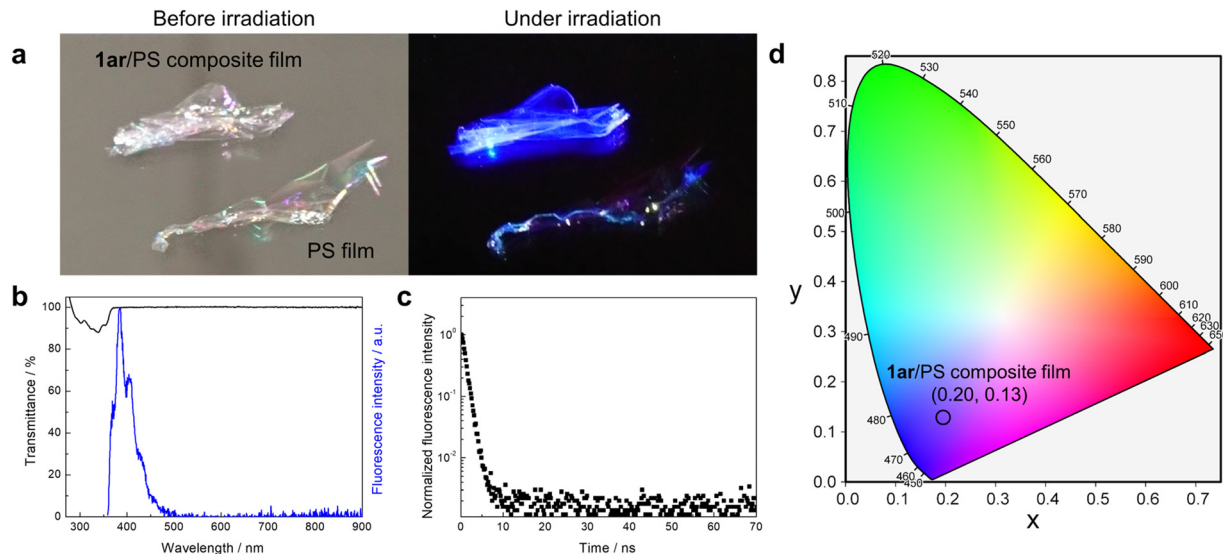 Before irradiation
Under irradiation
a
1ar/PS composite film
PS film
b
100
80
60
40
20
0
Transmittance / %
Fluorescence intensity / a.u.
300 400 500 600 700 800 900
Wavelength / nm
c
10⁰
10⁻¹
10⁻²
Normalized fluorescence intensity
0 10 20 30 40 50 60 70
Time / ns
d
0.8
0.7
0.6
0.5
0.4
0.3
0.2
0.1
0.0
y
0.0 0.1 0.2 0.3 0.4 0.5 0.6 0.7
x
520
530
540
550
560
570
580
590
600
610
620
630
510
500
490
480
470
460
450
1ar/PS composite film
(0.20, 0.13)